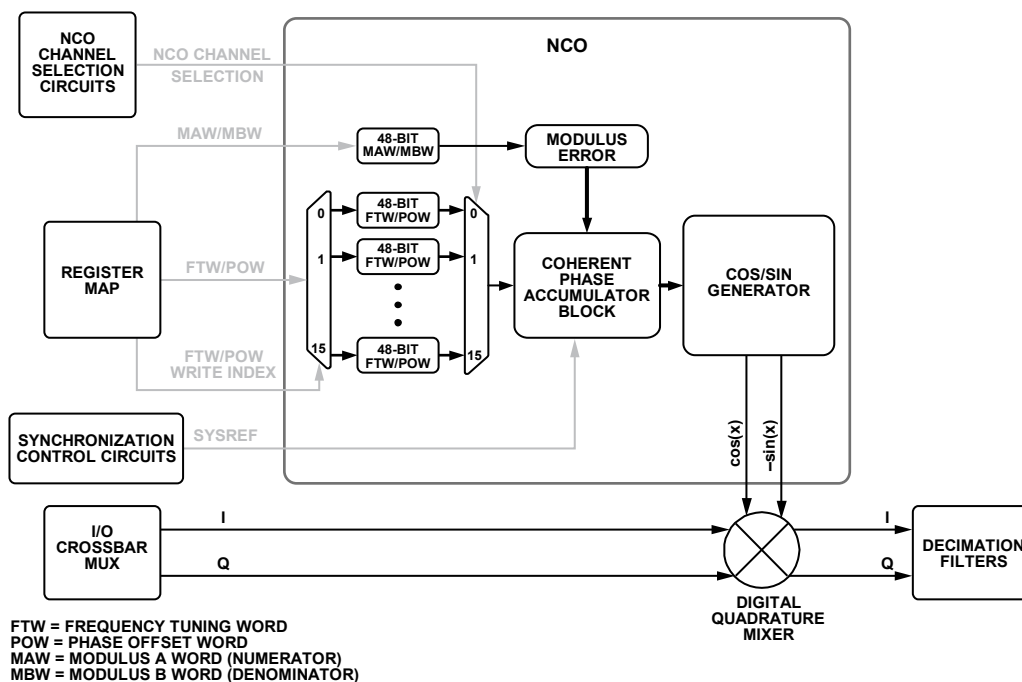 NCO
CHANNEL
SELECTION
CIRCUITS
NCO CHANNEL
SELECTION
NCO
MAW/MBW
48-BIT
MAW/MBW
MODULUS
ERROR
REGISTER
MAP
FTW/POW
0
1
15
48-BIT
FTW/POW
48-BIT
FTW/POW
48-BIT
FTW/POW
0
1
15
COHERENT
PHASE
ACCUMULATOR
BLOCK
COS/SIN
GENERATOR
FTW/POW
WRITE INDEX
SYNCHRONIZATION
CONTROL CIRCUITS
SYSREF
cos(x)
–sin(x)
I/O
CROSSBAR
MUX
I
Q
I
Q
DECIMATION
FILTERS
DIGITAL
QUADRATURE
MIXER
FTW = FREQUENCY TUNING WORD
POW = PHASE OFFSET WORD
MAW = MODULUS A WORD (NUMERATOR)
MBW = MODULUS B WORD (DENOMINATOR)